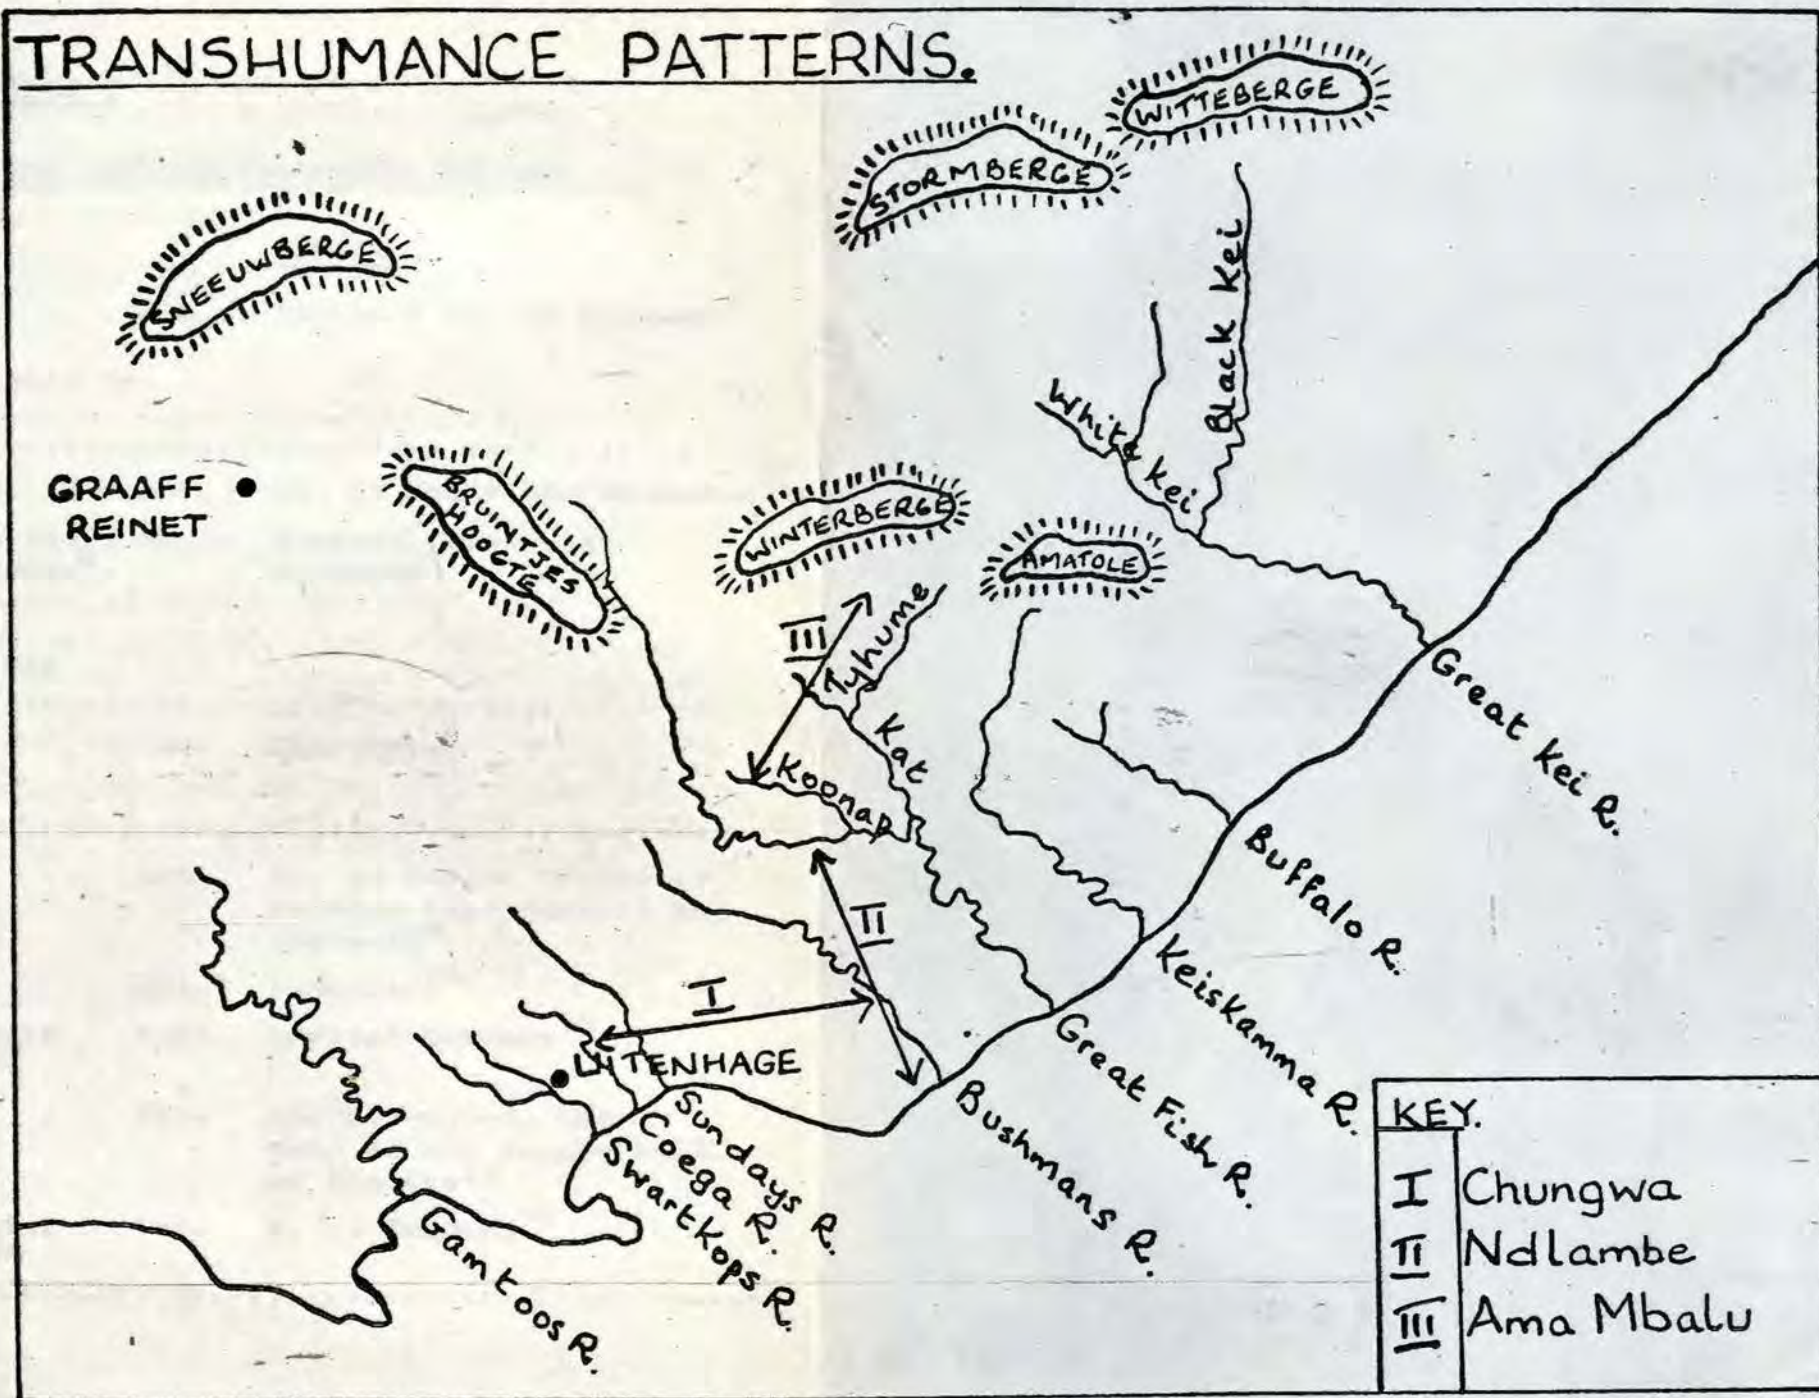 TRANSHUMANCE PATTERNS.
WITTEBERGE
STORMBERGE
SNEEUWBERGE
Black Kei
White Kei
GRAAFF
REINET
BRUINTJES
HOOGTE
WINTERBERGE
AMATOLE
III
Tyhume
Kat
Koonap
Great Kei R.
Buffalo R.
II
Keiskamma R.
I
UITENHAGE
Great Fish R.
Bushmans R.
Sundays R.
Coega R.
Swartkops R.
Gamtoos R.
KEY.
I Chungwa
II Ndlambe
III Ama Mbalu